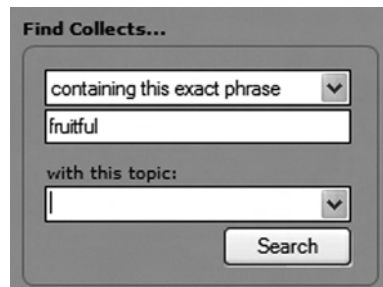 Find Collects...
containing this exact phrase
fruitful
with this topic:
Search